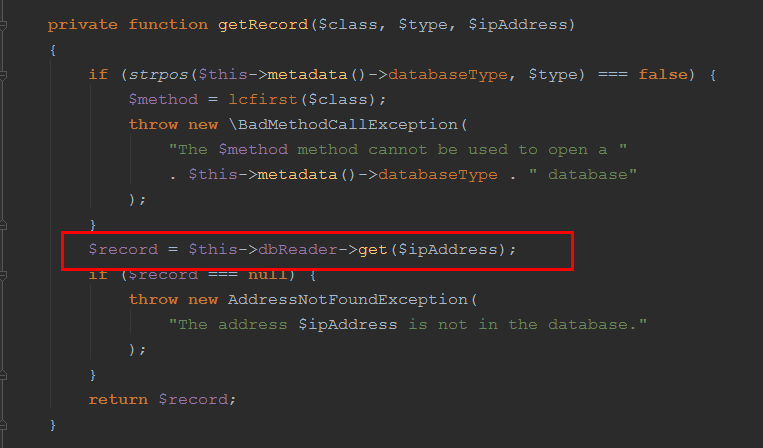 private function getRecord($class, $type, $ipAddress)
{
if (strpos($this->metadata()->databaseType, $type) === false) {
$method = lcfirst($class);
throw new \BadMethodCallException(
"The $method method cannot be used to open a "
. $this->metadata()->databaseType . " database"
);
}
$record = $this->dbReader->get($ipAddress);
if ($record === null) {
throw new AddressNotFoundException(
"The address $ipAddress is not in the database."
);
}
return $record;
}